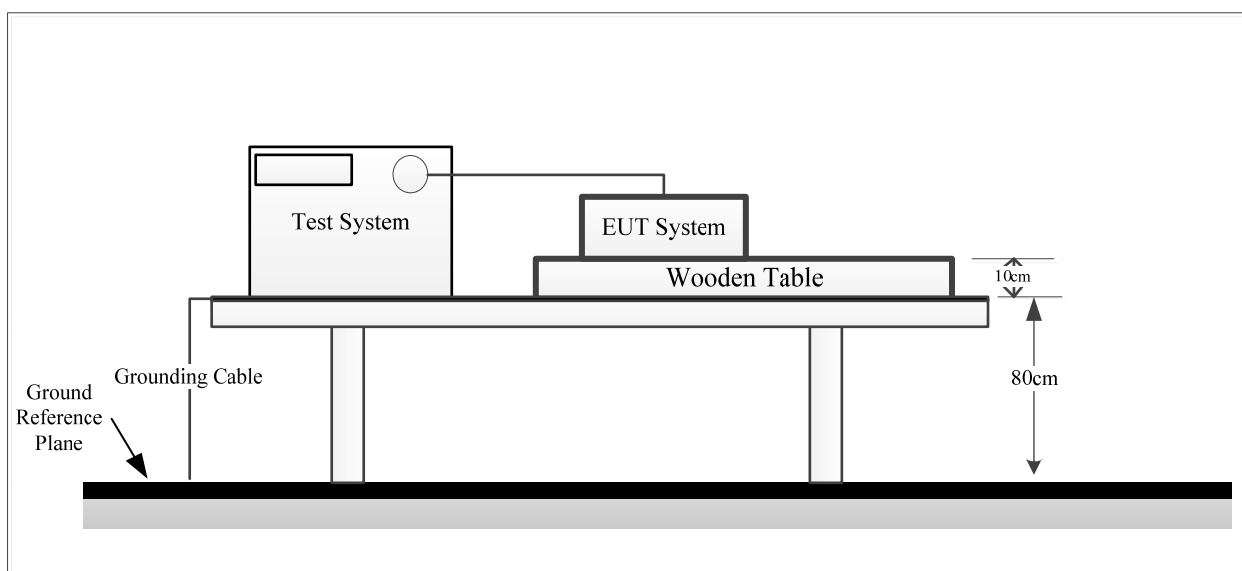 Test System
EUT System
Wooden Table
10cm
Grounding Cable
80cm
Ground
Reference
Plane